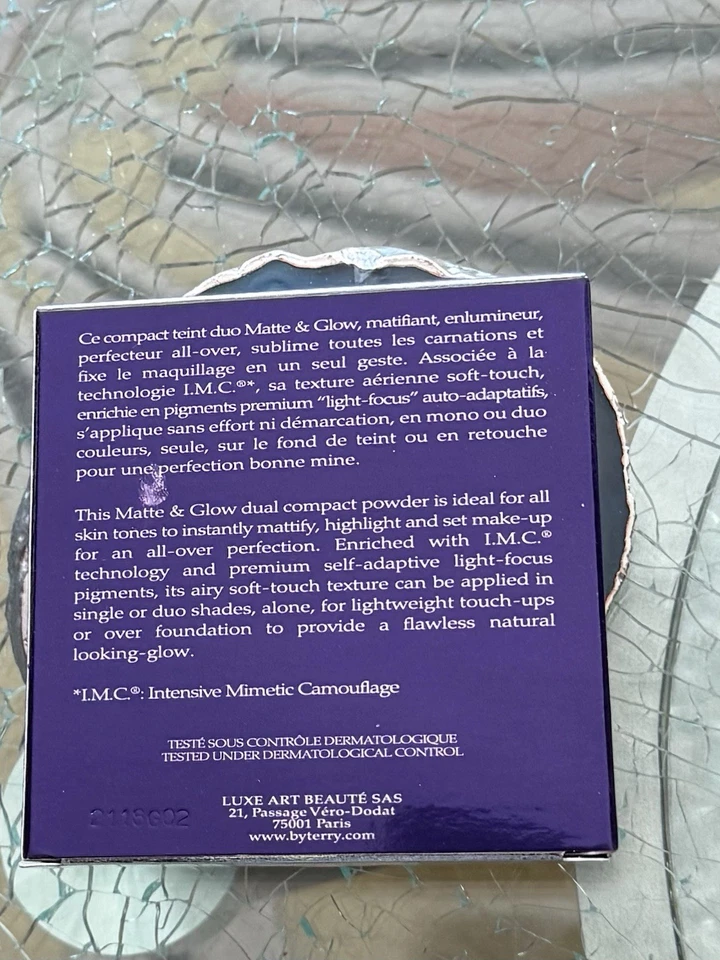 Ce compact teint duo Matte & Glow, matifiant, enlumineur,
perfecteur all-over, sublime toutes les carnations et
fixe le maquillage en un seul geste. Associée à la
technologie I.M.C.®*, sa texture aérienne soft-touch,
enrichie en pigments premium “light-focus” auto-adaptatifs,
s’applique sans effort ni démarcation, en mono ou duo
couleurs, seule, sur le fond de teint ou en retouche
pour une perfection bonne mine.
This Matte & Glow dual compact powder is ideal for all
skin tones to instantly mattify, highlight and set make-up
for an all-over perfection. Enriched with I.M.C.®
technology and premium self-adaptive light-focus
pigments, its airy soft-touch texture can be applied in
single or duo shades, alone, for lightweight touch-ups
or over foundation to provide a flawless natural
looking-glow.
*I.M.C.®: Intensive Mimetic Camouflage
TESTÉ SOUS CONTRÔLE DERMATOLOGIQUE
TESTED UNDER DERMATOLOGICAL CONTROL
LUXE ART BEAUTÉ SAS
21, Passage Véro-Dodat
75001 Paris
www.byterry.com